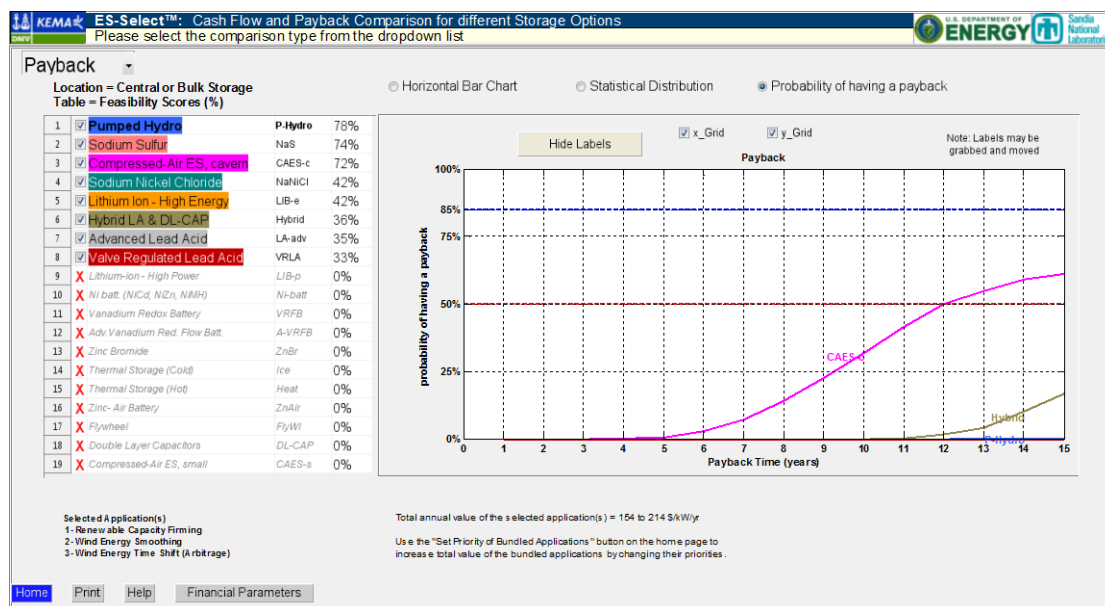 KEMA
DNV
ES-Select™: Cash Flow and Payback Comparison for different Storage Options
Please select the comparison type from the dropdown list
U.S. DEPARTMENT OF
ENERGY
Sandia
National
Laboratori
Payback
Location = Central or Bulk Storage
Table = Feasibility Scores (%)
Horizontal Bar Chart
Statistical Distribution
Probability of having a payback
1 Pumped Hydro P-Hydro 78%
2 Sodium Sulfur NaS 74%
3 Compressed-Air ES, cavern CAES-c 72%
4 Sodium Nickel Chloride NaNiCl 42%
5 Lithium Ion - High Energy LIB-e 42%
6 Hybrid LA & DL-CAP Hybrid 36%
7 Advanced Lead Acid LA-adv 35%
8 Valve Regulated Lead Acid VRLA 33%
9 X Lithium-ion - High Power LIB-p 0%
10 X Ni batt. (NiCd, NiZn, NiMH) Ni-batt 0%
11 X Vanadium Redox Battery VRFB 0%
12 X Adv.Vanadium Red. Flow Batt. A-VRFB 0%
13 X Zinc Bromide ZnBr 0%
14 X Thermal Storage (Cold) Ice 0%
15 X Thermal Storage (Hot) Heat 0%
16 X Zinc- Air Battery ZnAir 0%
17 X Flywheel FlyWl 0%
18 X Double Layer Capacitors DL-CAP 0%
19 X Compressed-Air ES, small CAES-s 0%
Hide Labels
x_Grid
y_Grid
Note: Labels may be
grabbed and moved
Payback
100%
85%
75%
50%
25%
0%
probability of having a payback
CAES-c
Hybrid
P-Hydro
0 1 2 3 4 5 6 7 8 9 10 11 12 13 14 15
Payback Time (years)
Selected Application(s)
1- Renewable Capacity Firming
2- Wind Energy Smoothing
3- Wind Energy Time Shift (Arbitrage)
Total annual value of the selected application(s) = 154 to 214 $/kW/yr
Use the "Set Priority of Bundled Applications" button on the home page to
increase total value of the bundled applications by changing their priorities.
Home
Print
Help
Financial Parameters